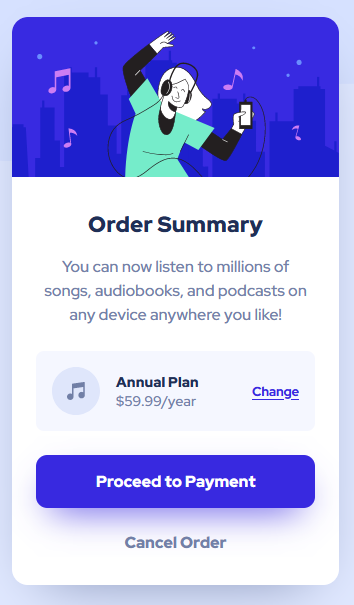 Order Summary
You can now listen to millions of
songs, audiobooks, and podcasts on
any device anywhere you like!
Annual Plan
$59.99/year
Change
Proceed to Payment
Cancel Order